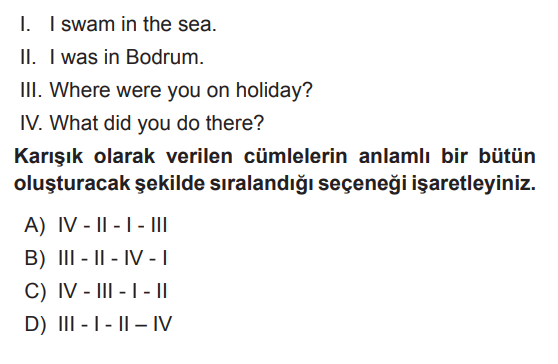 I. I swam in the sea.
II. I was in Bodrum.
III. Where were you on holiday?
IV. What did you do there?
Karışık olarak verilen cümlelerin anlamlı bir bütün
oluşturacak şekilde sıralandığı seçeneği işaretleyiniz.
A) IV - II - I - III
B) III - II - IV - I
C) IV - III - I - II
D) III - I - II – IV